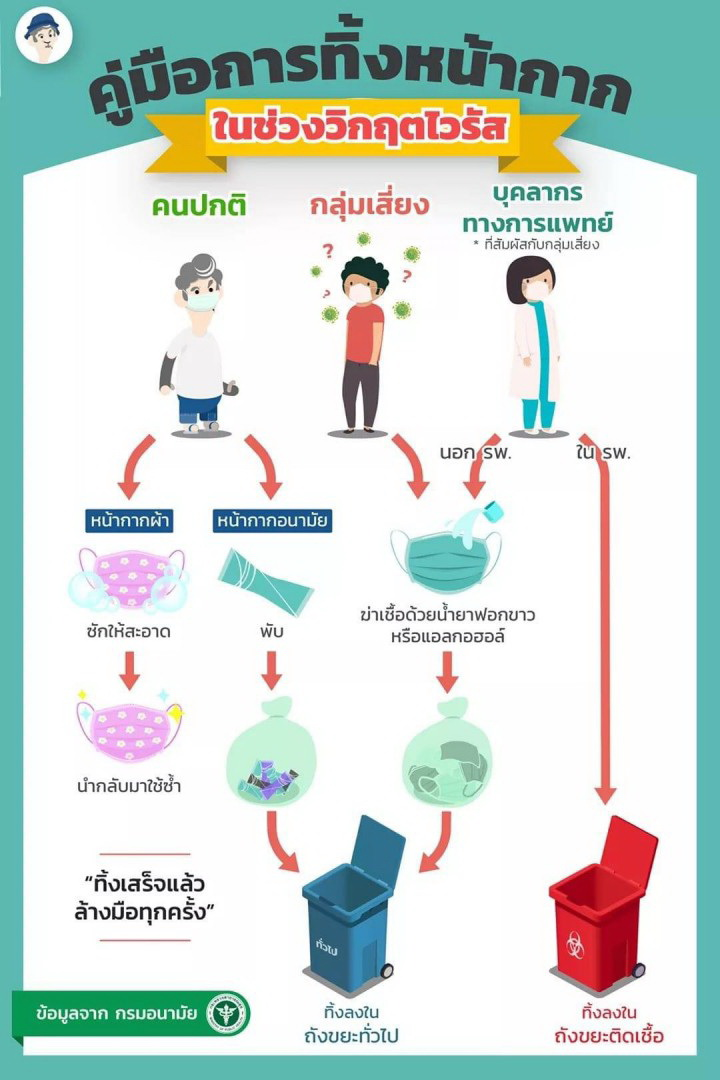 คู่มือการทิ้งหน้ากาก
ในช่วงวิกฤตไวรัส
คนปกติ
กลุ่มเสี่ยง
บุคลากร
ทางการแพทย์
* ที่สัมผัสกับกลุ่มเสี่ยง
?
?
?
นอก รพ.
ใน รพ.
หน้ากากผ้า
หน้ากากอนามัย
ซักให้สะอาด
พับ
ฆ่าเชื้อด้วยน้ำยาฟอกขาว
หรือแอลกอฮอล์
นำกลับมาใช้ซ้ำ
“ทิ้งเสร็จแล้ว
ล้างมือทุกครั้ง”
ทั่วไป
ข้อมูลจาก กรมอนามัย
ทิ้งลงใน
ถังขยะทั่วไป
ทิ้งลงใน
ถังขยะติดเชื้อ